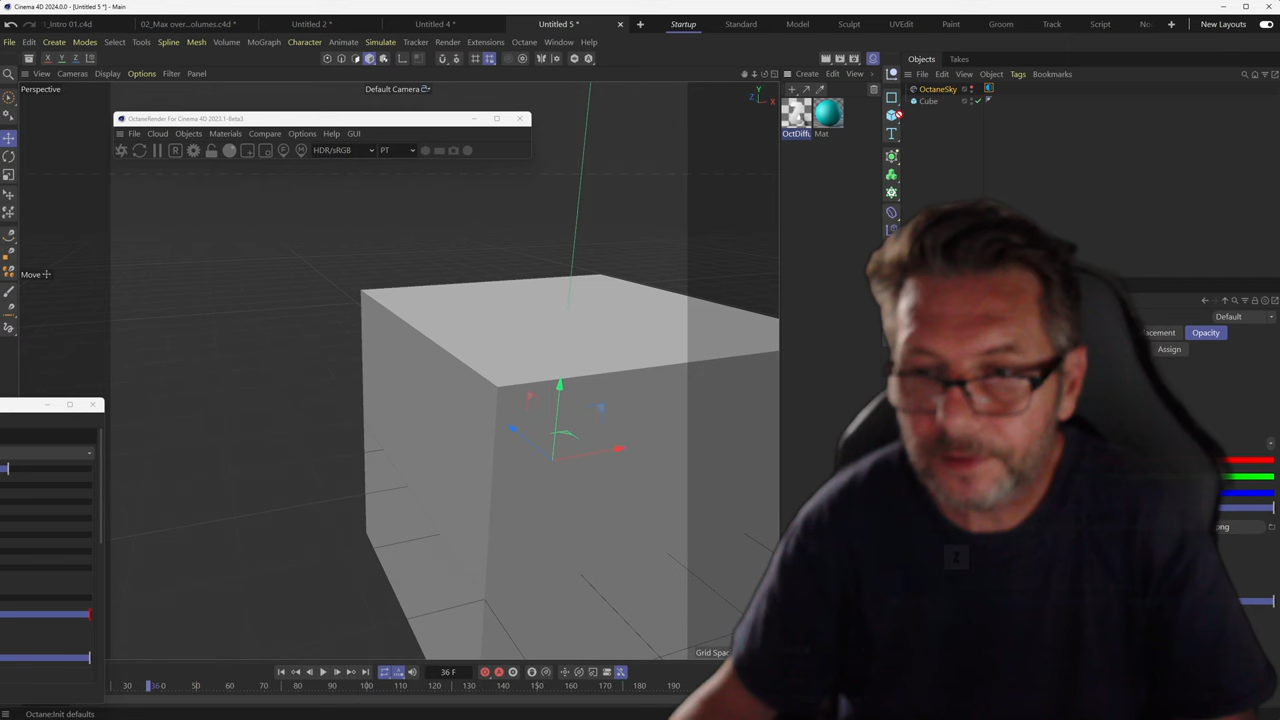 Cinema 4D 2024.0.0 - [Untitled 5 *] - Main
!_Intro 01.c4d
02_Max over...olumes.c4d *
Untitled 2 *
Untitled 4 *
Untitled 5 *
Startup
Standard
Model
Sculpt
UVEdit
Paint
Groom
Track
Script
New Layouts
File
Edit
Create
Modes
Select
Tools
Spline
Mesh
Volume
MoGraph
Character
Animate
Simulate
Tracker
Render
Extensions
Octane
Window
Help
X
Y
Z
View
Cameras
Display
Options
Filter
Panel
Create
Edit
View
Objects
Takes
File
Edit
View
Object
Tags
Bookmarks
Perspective
Default Camera
OctaneSky
Cube
OctDiffu
Mat
OctaneRender For Cinema 4D 2023.1-Beta3
File
Cloud
Objects
Materials
Compare
Options
Help
GUI
HDR/sRGB
PT
Move
Default
Opacity
Assign
Z
Grid Spac
36 F
30
36 0
50
60
70
80
90
100
110
120
130
140
150
160
170
180
190
Octane:Init defaults